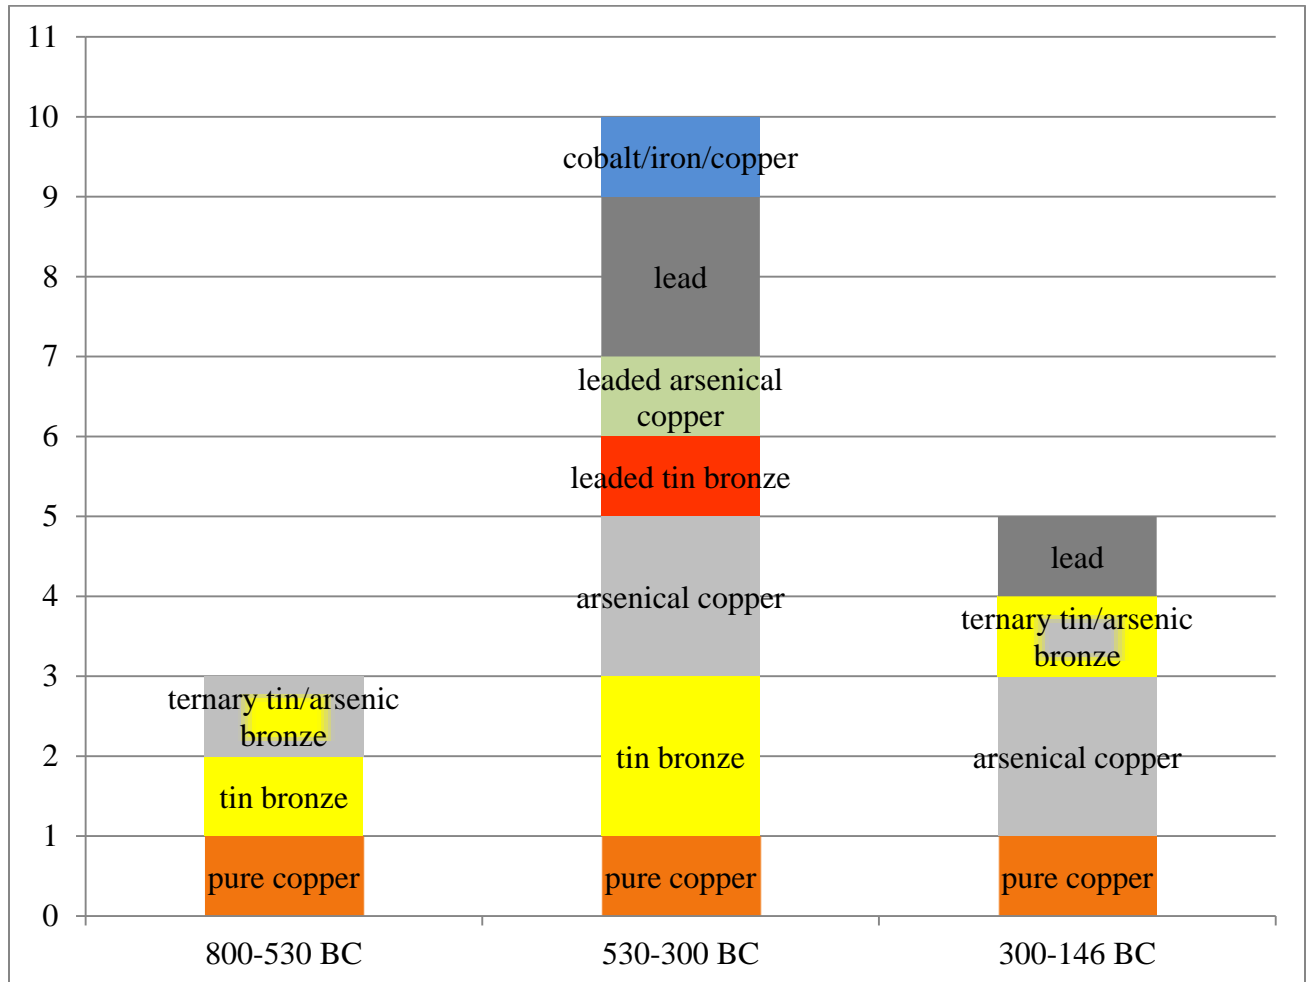 11
10
9
8
7
6
5
4
3
2
1
0
cobalt/iron/copper
lead
leaded arsenical
copper
leaded tin bronze
arsenical copper
tin bronze
pure copper
ternary tin/arsenic
bronze
tin bronze
pure copper
lead
ternary tin/arsenic
bronze
arsenical copper
pure copper
800-530 BC
530-300 BC
300-146 BC